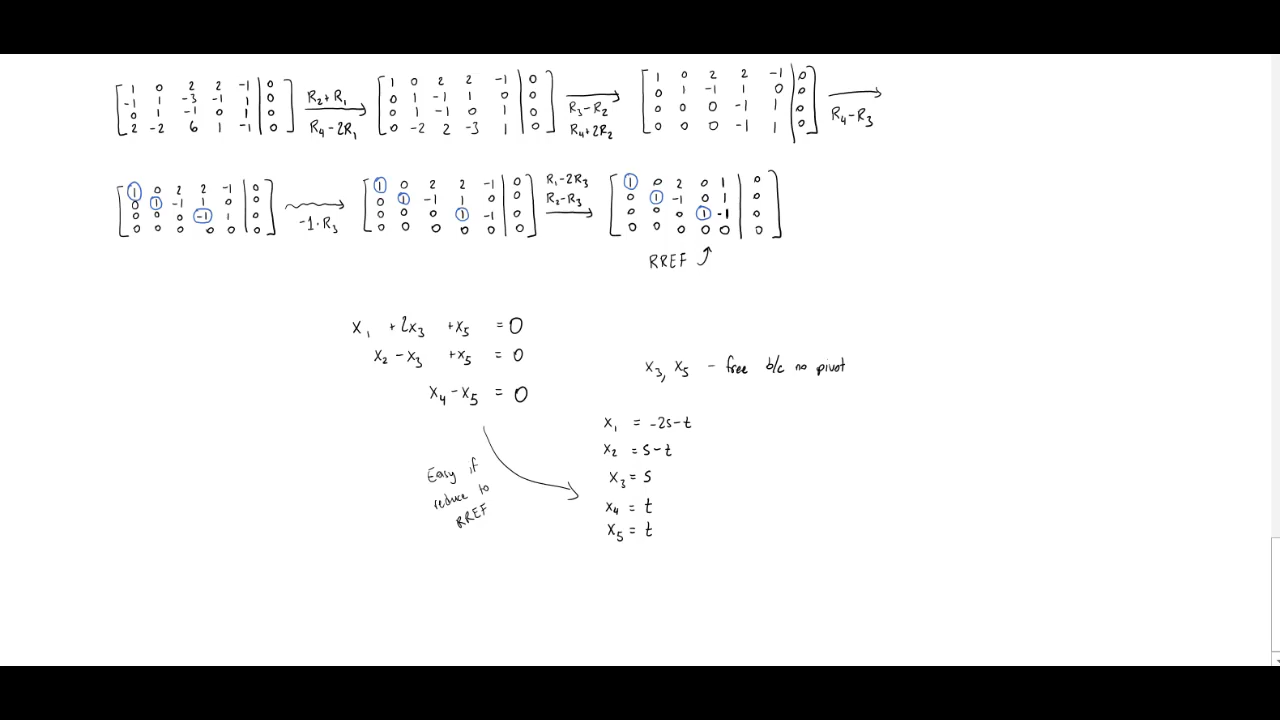 [ 1 0 2 2 -1 | 0 ] [ 1 0 2 2 -1 | 0 ] [ 1 0 2 2 -1 | 0 ]
[ -1 1 -3 -1 1 | 0 ] R2+R1 [ 0 1 -1 1 0 | 0 ] R3-R2 [ 0 1 -1 1 0 | 0 ] R4-R3
[ 0 1 -1 0 1 | 0 ] R4-2R1 [ 0 1 -1 0 1 | 0 ] R4+2R2 [ 0 0 0 -1 1 | 0 ]
[ 2 -2 6 1 -1 | 0 ] [ 0 -2 2 -3 1 | 0 ] [ 0 0 0 -1 1 | 0 ]
[ 1 0 2 2 -1 | 0 ] [ 1 0 2 2 -1 | 0 ] R1-2R3 [ 1 0 2 0 1 | 0 ]
[ 0 1 -1 1 0 | 0 ] [ 0 1 -1 1 0 | 0 ] R2-R3 [ 0 1 -1 0 1 | 0 ]
[ 0 0 0 -1 1 | 0 ] -1·R3 [ 0 0 0 1 -1 | 0 ] [ 0 0 0 1 -1 | 0 ]
[ 0 0 0 0 0 | 0 ] [ 0 0 0 0 0 | 0 ] [ 0 0 0 0 0 | 0 ]
RREF
x1 +2x3 +x5 = 0
x2 - x3 +x5 = 0
x4 - x5 = 0
x3, x5 - free b/c no pivot
x1 = -2s-t
x2 = s-t
x3 = s
x4 = t
x5 = t
Easy if
reduce to
RREF